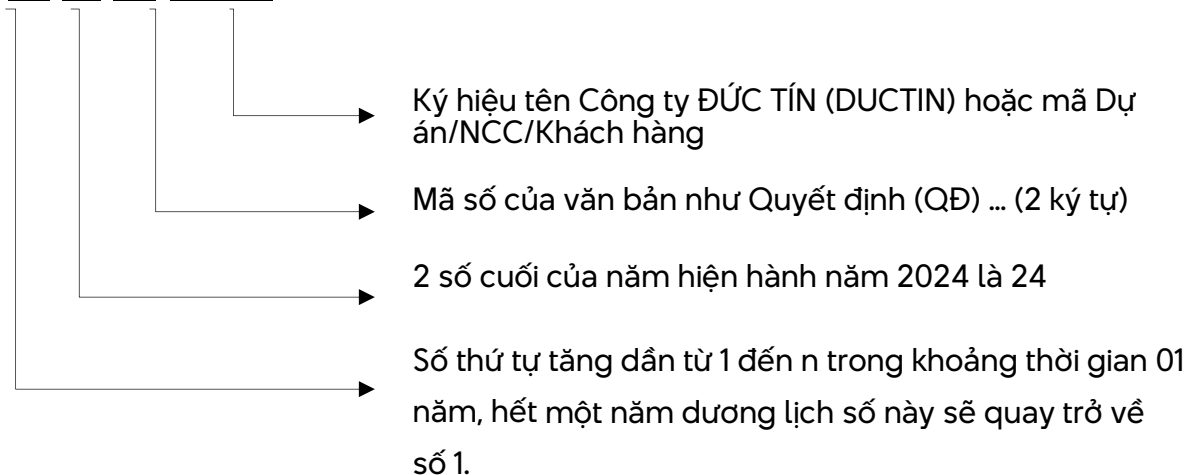 Ký hiệu tên Công ty ĐỨC TÍN (DUCTIN) hoặc mã Dự
án/NCC/Khách hàng
Mã số của văn bản như Quyết định (QĐ) ... (2 ký tự)
2 số cuối của năm hiện hành năm 2024 là 24
Số thứ tự tăng dần từ 1 đến n trong khoảng thời gian 01
năm, hết một năm dương lịch số này sẽ quay trở về
số 1.